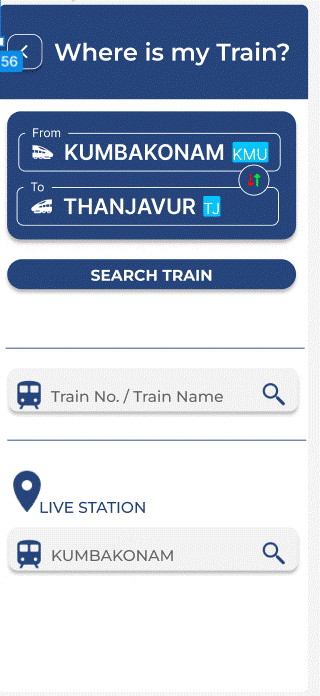 Where is my Train?
56
From
KUMBAKONAM KMU
To
THANJAVUR TJ
SEARCH TRAIN
Train No. / Train Name
LIVE STATION
KUMBAKONAM